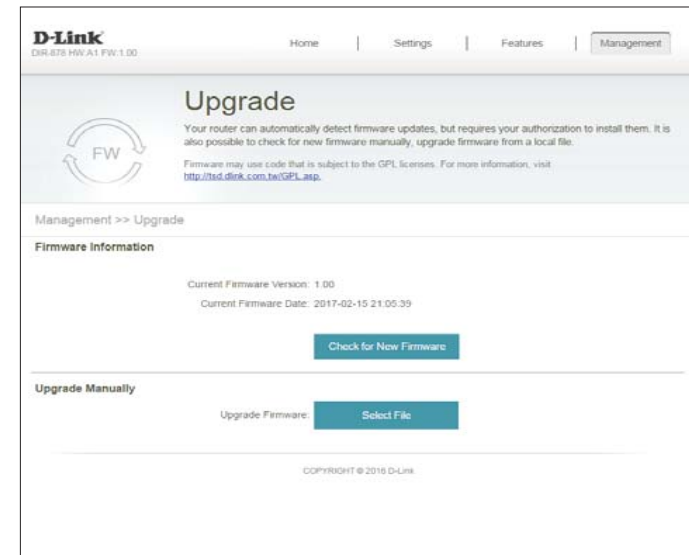 D-Link
DIR-878 HW:A1 FW:1.00
Home | Settings | Features | Management
Upgrade
Your router can automatically detect firmware updates, but requires your authorization to install them. It is
also possible to check for new firmware manually, upgrade firmware from a local file.
FW
Firmware may use code that is subject to the GPL licenses. For more information, visit
http://tsd.dlink.com.tw/GPL.asp.
Management >> Upgrade
Firmware Information
Current Firmware Version: 1.00
Current Firmware Date: 2017-02-15 21:05:39
Check for New Firmware
Upgrade Manually
Upgrade Firmware: Select File
COPYRIGHT © 2016 D-Link